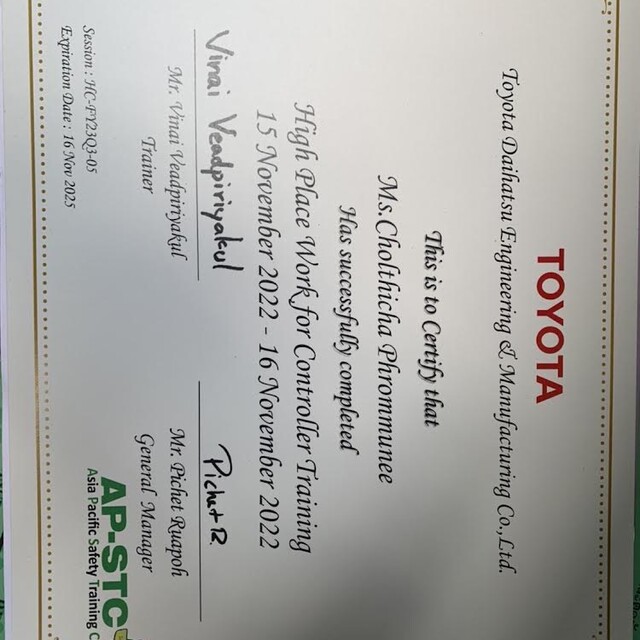 TOYOTA
Toyota Daihatsu Engineering & Manufacturing Co.,Ltd.
This is to Certify that
Ms.Cholthicha Phrommunee
Has successfully completed
High Place Work for Controller Training
15 November 2022 - 16 November 2022
Vinai Veadpiriyakul
Mr. Vinai Veadpiriyakul
Trainer
Pichet R.
Mr. Pichet Ruapoh
General Manager
Session : HC-FY23Q3-05
Expiration Date : 16 Nov 2025
AP-STC
Asia Pacific Safety Training C